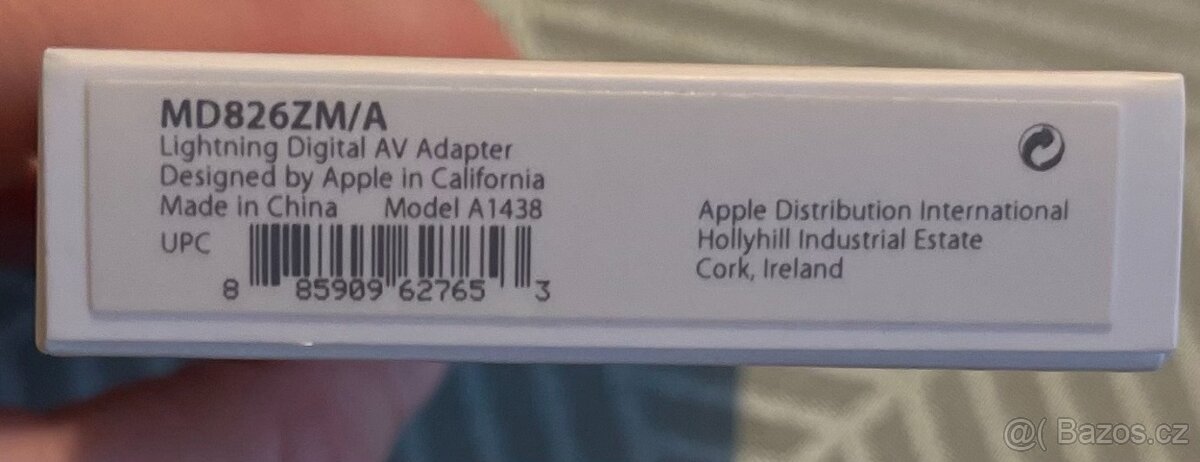 MD826ZM/A
Lightning Digital AV Adapter
Designed by Apple in California
Made in China Model A1438
UPC
8 85909 62765 3
Apple Distribution International
Hollyhill Industrial Estate
Cork, Ireland
@( Bazos.cz